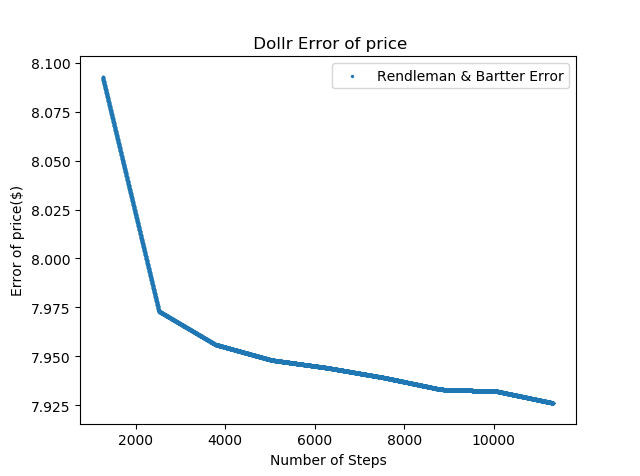 Dollr Error of price
Rendleman & Bartter Error
8.100
8.075
8.050
8.025
8.000
7.975
7.950
7.925
Error of price($)
2000 4000 6000 8000 10000
Number of Steps